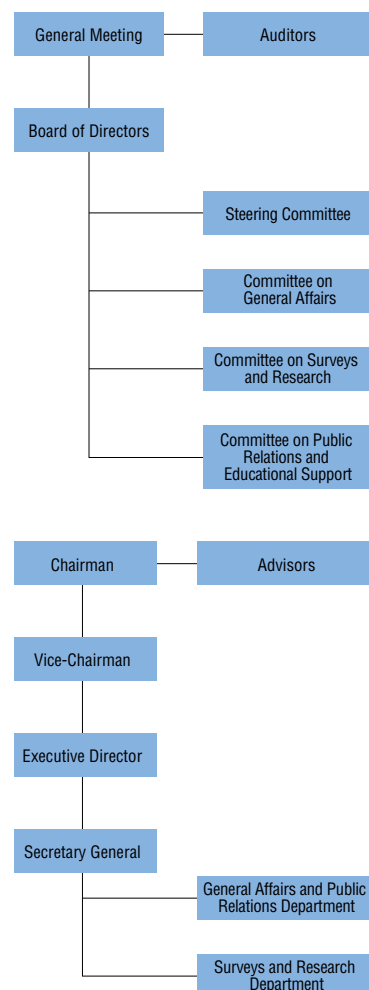 General Meeting
Auditors
Board of Directors
Steering Committee
Committee on
General Affairs
Committee on Surveys
and Research
Committee on Public
Relations and
Educational Support
Chairman
Advisors
Vice-Chairman
Executive Director
Secretary General
General Affairs and Public
Relations Department
Surveys and Research
Department